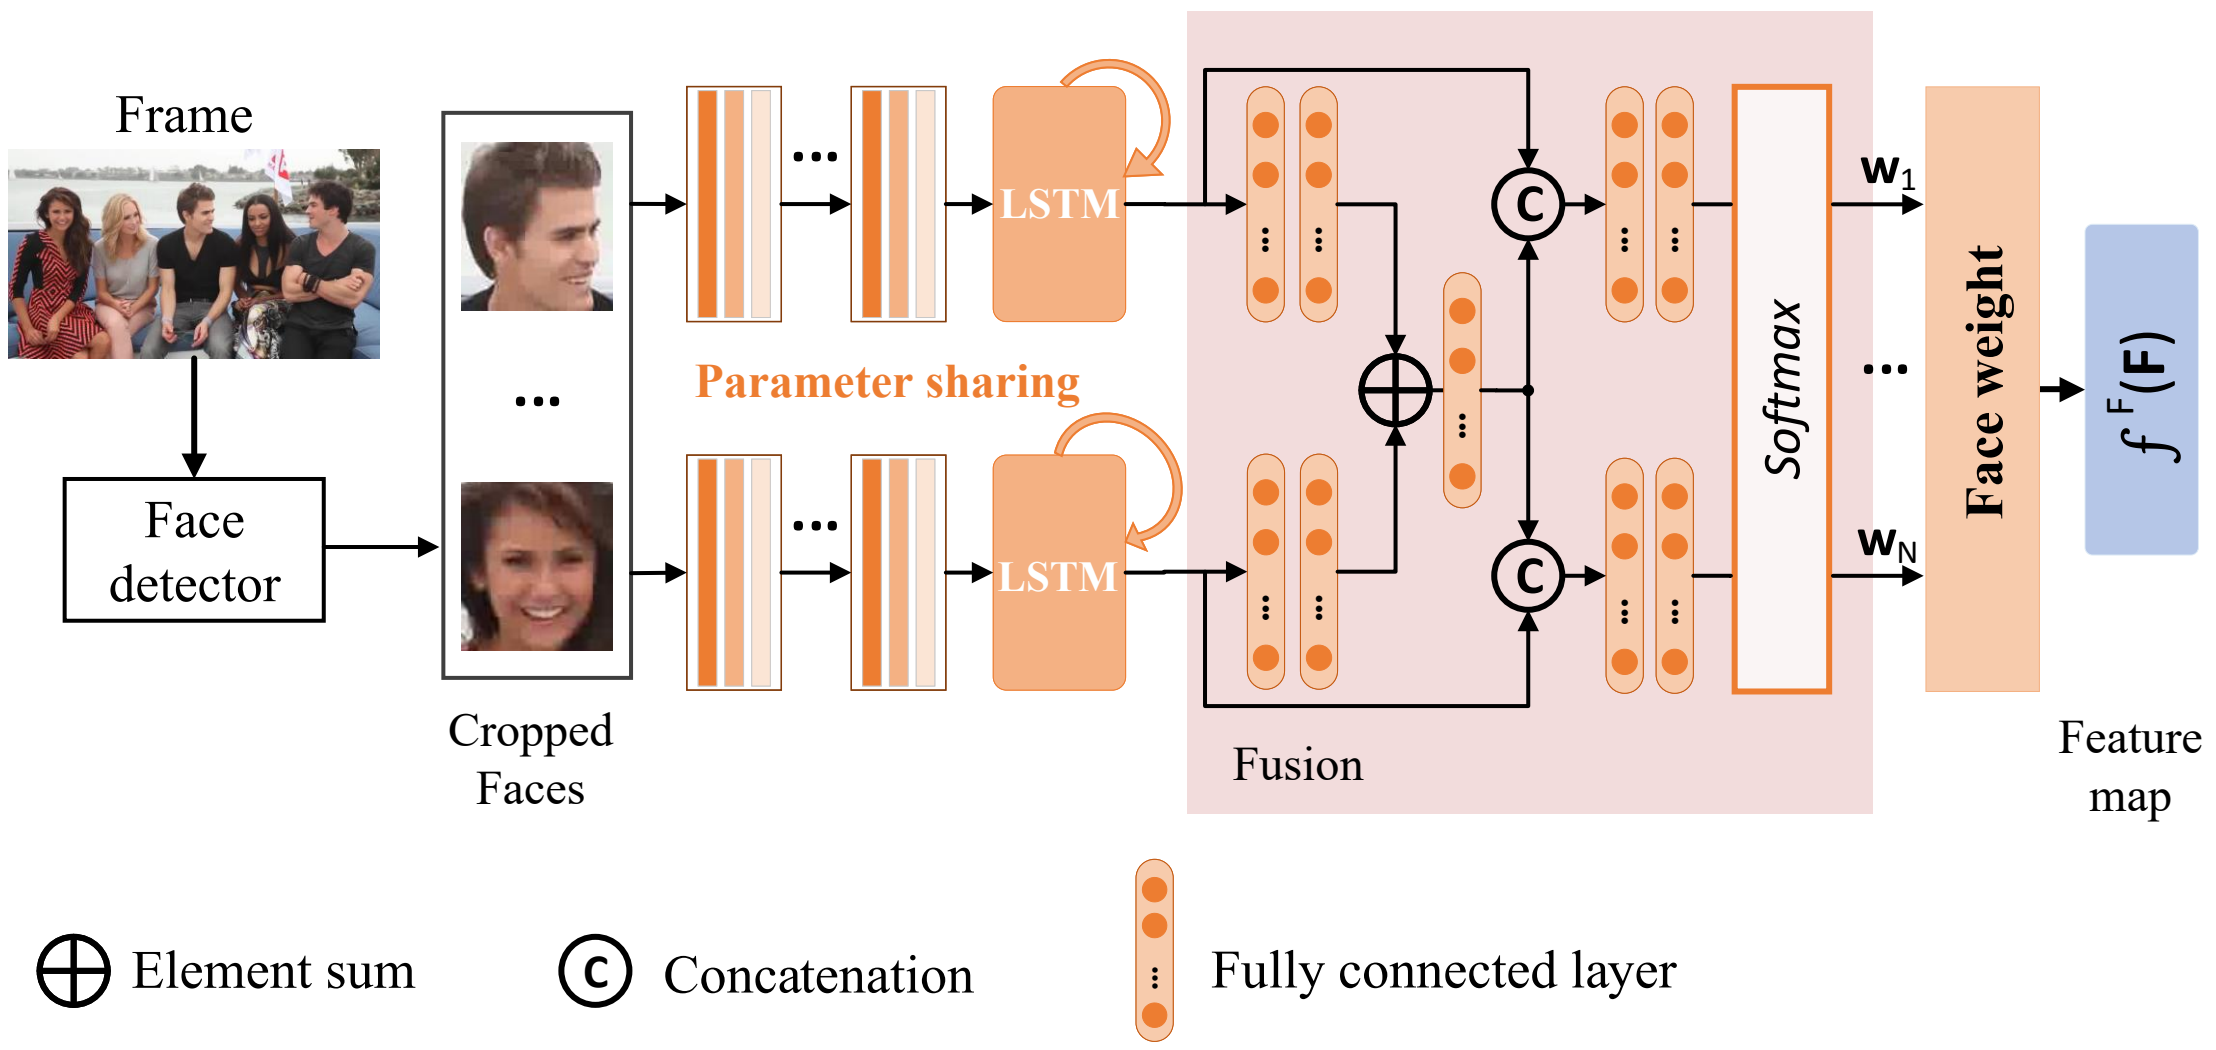 Frame
Face
detector
Cropped
Faces
...
...
LSTM
Parameter sharing
...
LSTM
Fusion
C
C
Softmax
w1
...
wN
Face weight
f F(F)
Feature
map
Element sum
C
Concatenation
Fully connected layer